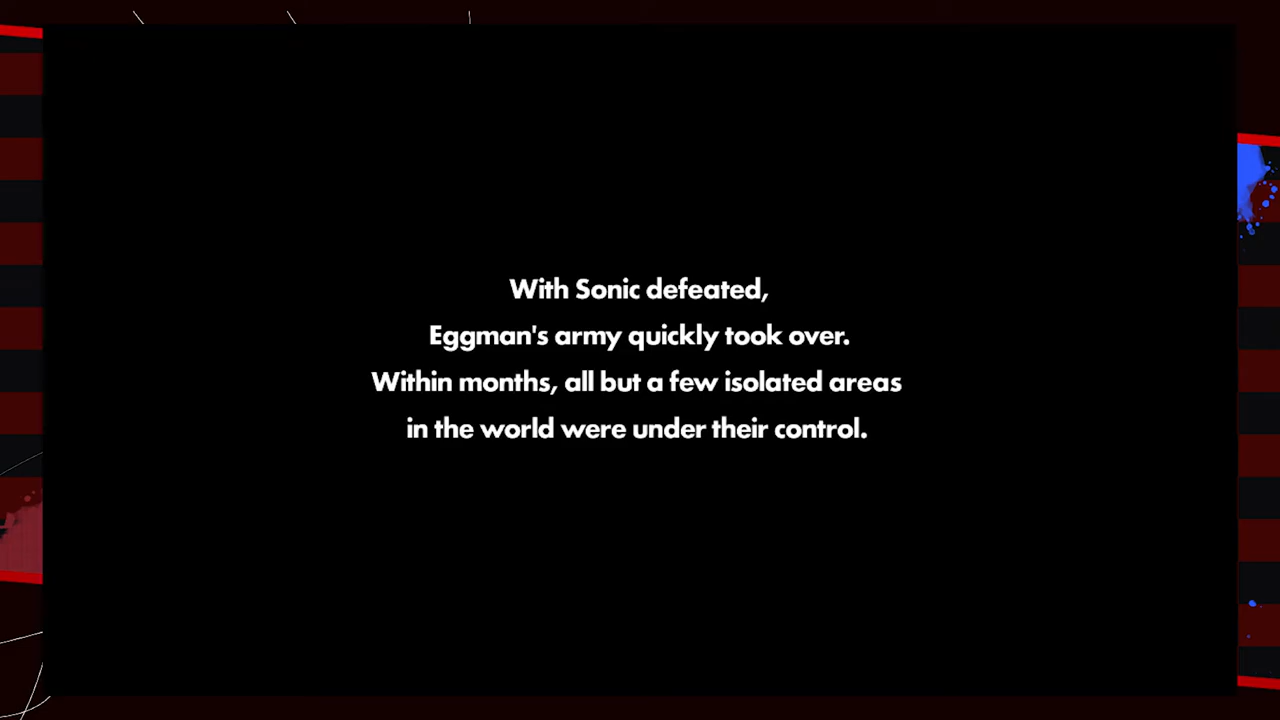 With Sonic defeated,
Eggman's army quickly took over.
Within months, all but a few isolated areas
in the world were under their control.